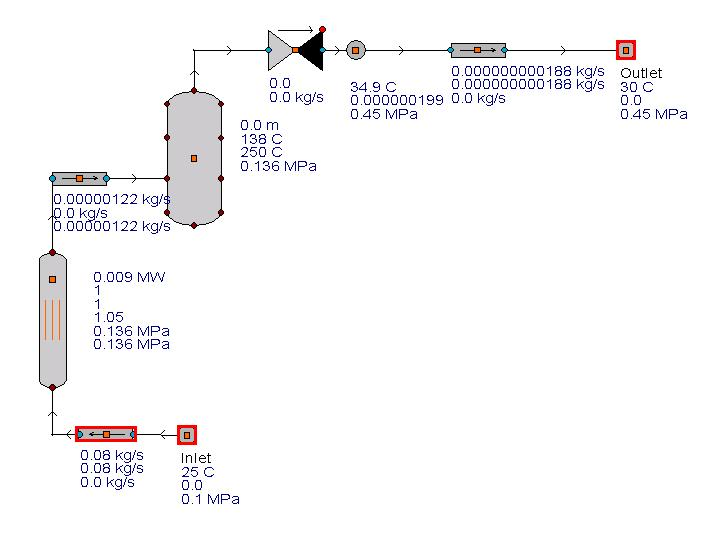 0.0
0.0 kg/s
34.9 C
0.000000199
0.45 MPa
0.000000000188 kg/s
0.000000000188 kg/s
0.0 kg/s
Outlet
30 C
0.0
0.45 MPa
0.0 m
138 C
250 C
0.136 MPa
0.00000122 kg/s
0.0 kg/s
0.00000122 kg/s
0.009 MW
1
1
1.05
0.136 MPa
0.136 MPa
0.08 kg/s
0.08 kg/s
0.0 kg/s
Inlet
25 C
0.0
0.1 MPa